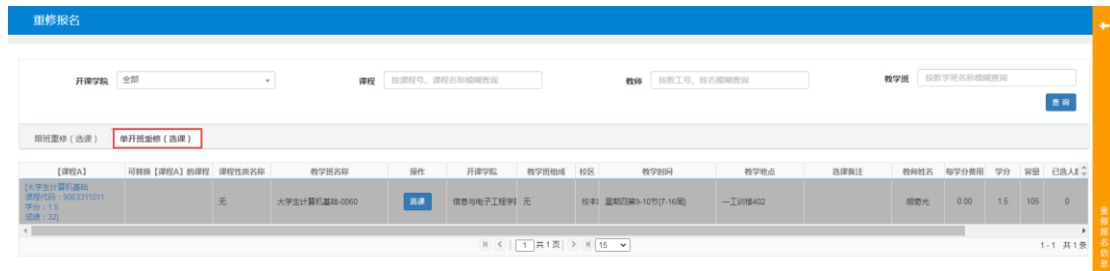 重修报名
开课学院 全部 课程 按课程号、课程名称模糊查询 教师 按教工号、姓名模糊查询 教学班 按教学班名称模糊查询
查询
跟班重修（选课） 单开班重修（选课）
【课程A】 可替换【课程A】的课程 课程性质名称 教学班名称 操作 开课学院 教学班组成 校区 教学时间 教学地点 选课备注 教师姓名 每学分费用 学分 容量 已选人数
[大学生计算机基础
课程代码：9063311011
学分：1.5
成绩：32]
无 大学生计算机基础-0060 选课 信息与电子工程学 无 校本 星期四第9-10节{7-16周} 一工训楼402 胡奇光 0.00 1.5 105 0
1 共1页 15 1 - 1 共1条
重修报名信息